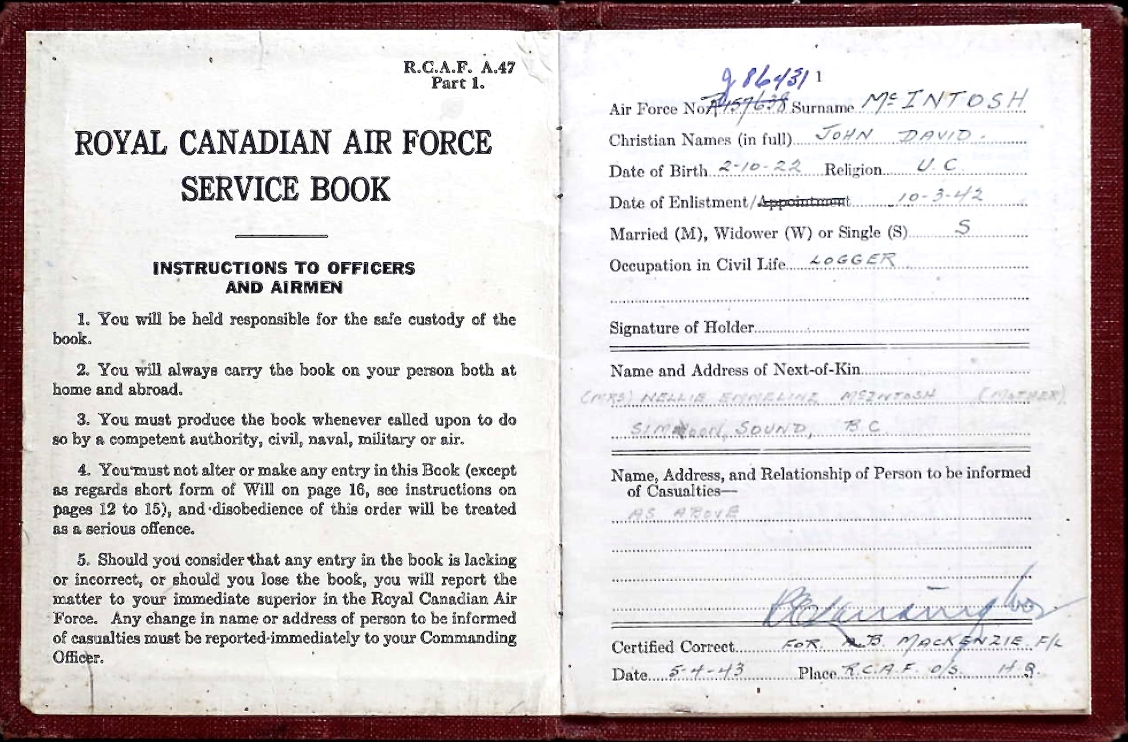 R.C.A.F. A.47
Part 1.
ROYAL CANADIAN AIR FORCE
SERVICE BOOK
INSTRUCTIONS TO OFFICERS
AND AIRMEN
1. You will be held responsible for the safe custody of the
book.
2. You will always carry the book on your person both at
home and abroad.
3. You must produce the book whenever called upon to do
so by a competent authority, civil, naval, military or air.
4. You must not alter or make any entry in this Book (except
as regards short form of Will on page 16, see instructions on
pages 12 to 15), and disobedience of this order will be treated
as a serious offence.
5. Should you consider that any entry in the book is lacking
or incorrect, or should you lose the book, you will report the
matter to your immediate superior in the Royal Canadian Air
Force. Any change in name or address of person to be informed
of casualties must be reported immediately to your Commanding
Officer.
J86431 1
Air Force No. R157638 Surname McINTOSH
Christian Names (in full) JOHN DAVID.
Date of Birth 2-10-22 Religion U.C.
Date of Enlistment/Appointment 10-3-42
Married (M), Widower (W) or Single (S) S
Occupation in Civil Life LOGGER
Signature of Holder
Name and Address of Next-of-Kin
(MRS) NELLIE EMMELINE McINTOSH (MOTHER)
SOUND, B C
Name, Address, and Relationship of Person to be informed
of Casualties—
AS ABOVE
Certified Correct FOR A.B. MACKENZIE F/L
Date 5-4-43 Place R.C.A.F. O/S. H.Q.